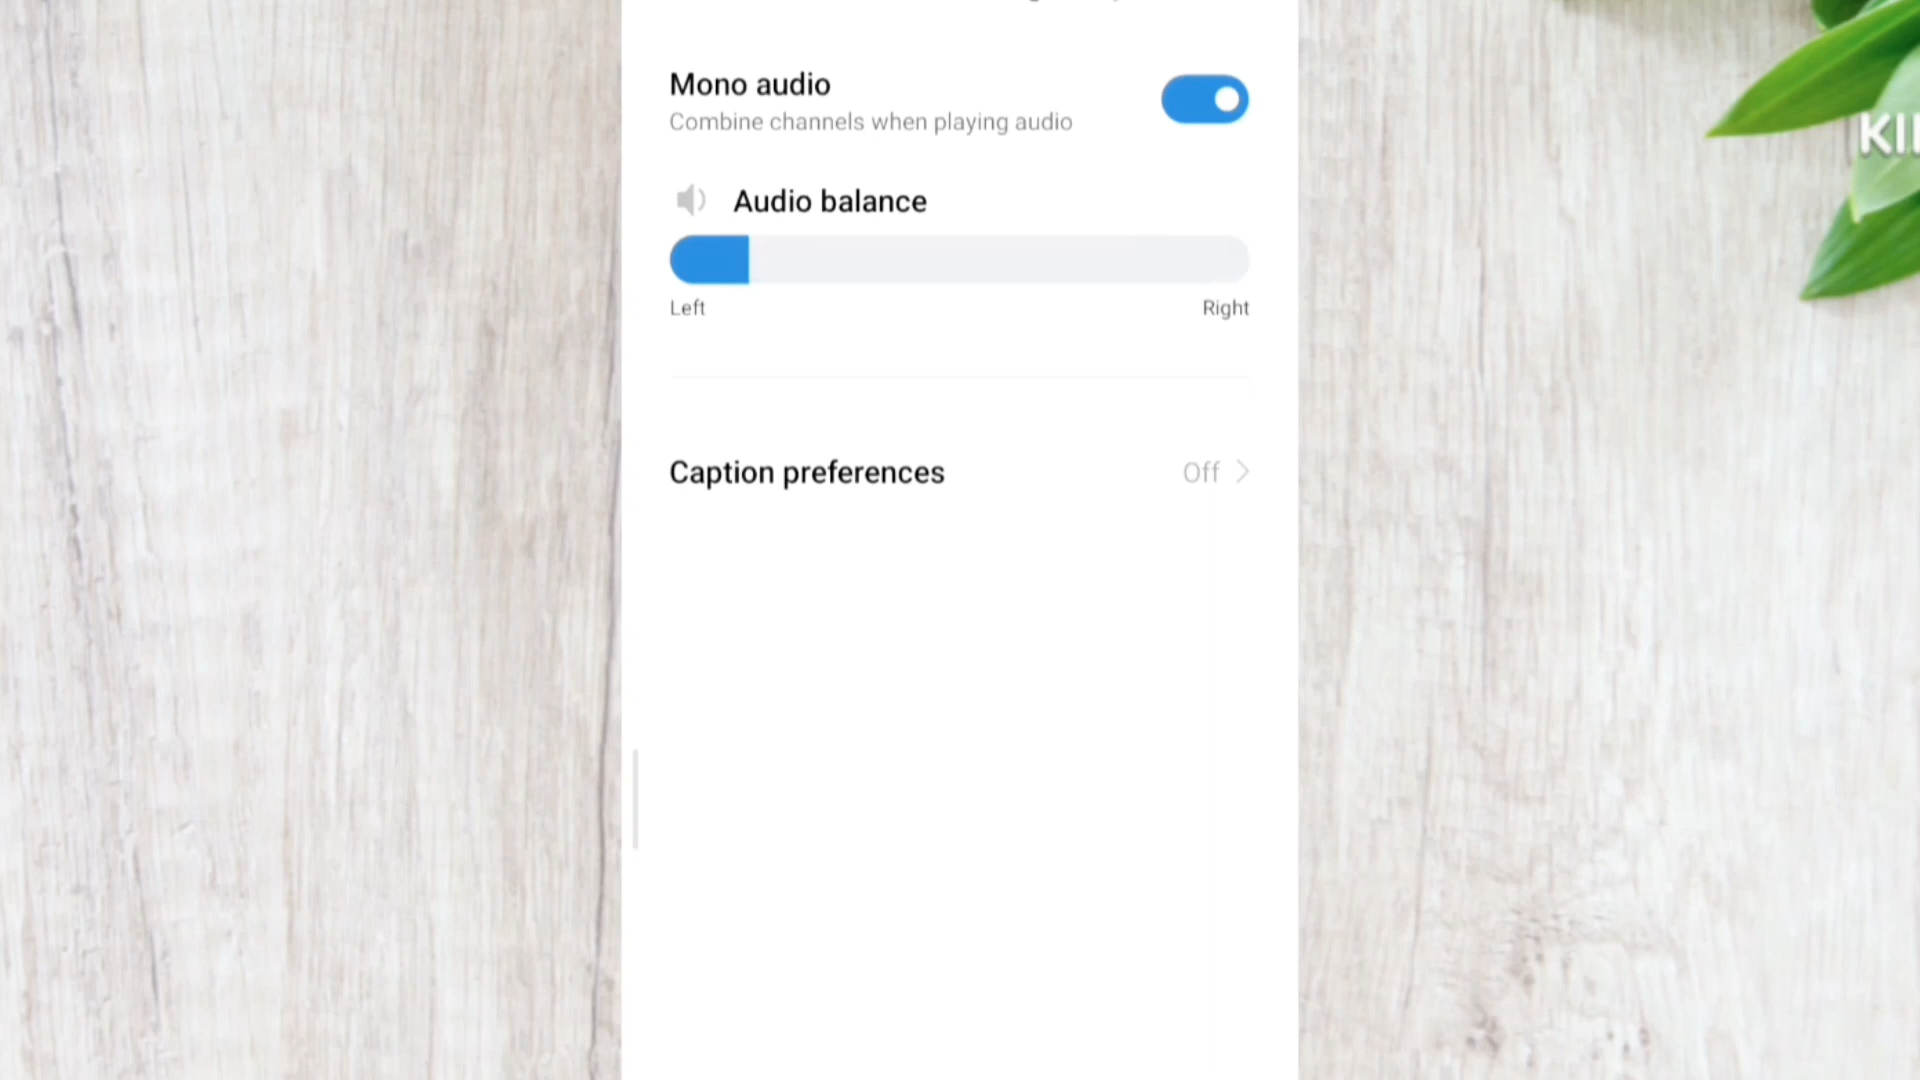 Mono audio
Combine channels when playing audio
Audio balance
Left
Right
Caption preferences
Off